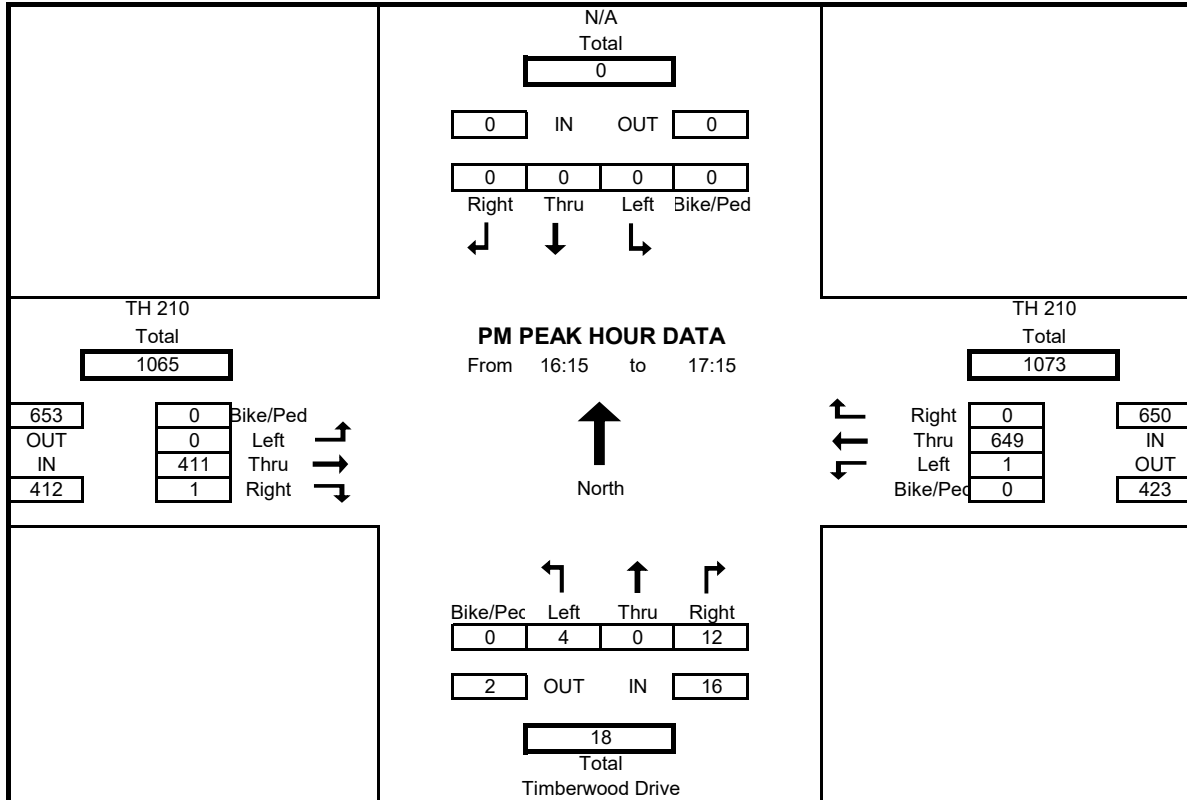 N/A
Total
0
0 IN OUT 0
0 0 0 0
Right Thru Left Bike/Ped
TH 210
Total
1065
653 0 Bike/Ped
OUT 0 Left
IN 411 Thru
412 1 Right
PM PEAK HOUR DATA
From 16:15 to 17:15
North
TH 210
Total
1073
Right 0 650
Thru 649 IN
Left 1 OUT
Bike/Ped 0 423
Bike/Ped Left Thru Right
0 4 0 12
2 OUT IN 16
18
Total
Timberwood Drive